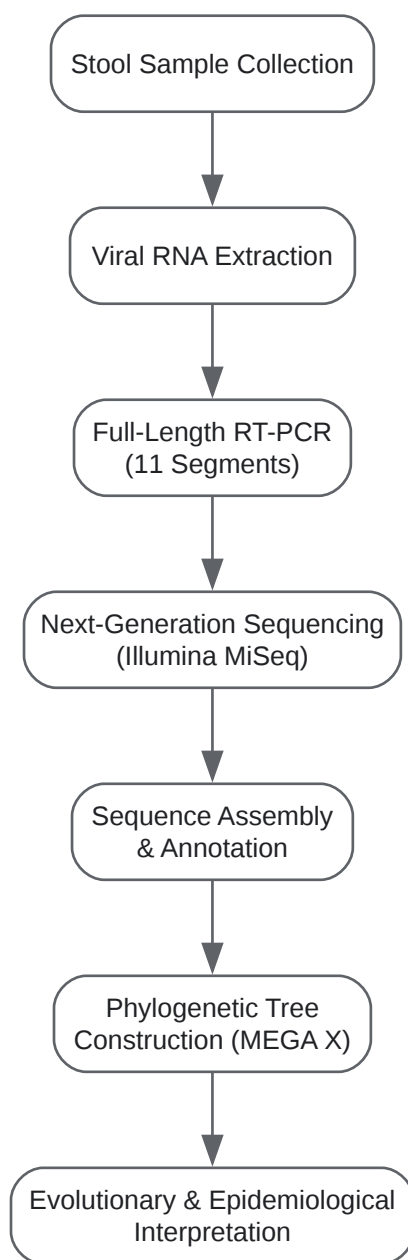 Stool Sample Collection
Viral RNA Extraction
Full-Length RT-PCR
(11 Segments)
Next-Generation Sequencing
(Illumina MiSeq)
Sequence Assembly
& Annotation
Phylogenetic Tree
Construction (MEGA X)
Evolutionary & Epidemiological
Interpretation